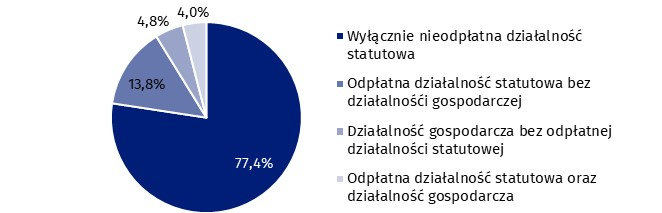 4,0%
4,8%
13,8%
77,4%
Wyłącznie nieodpłatna działalność
statutowa
Odpłatna działalność statutowa bez
działalnośći gospodarczej
Działalność gospodarcza bez odpłatnej
działalności statutowej
Odpłatna działalność statutowa oraz
działalność gospodarcza